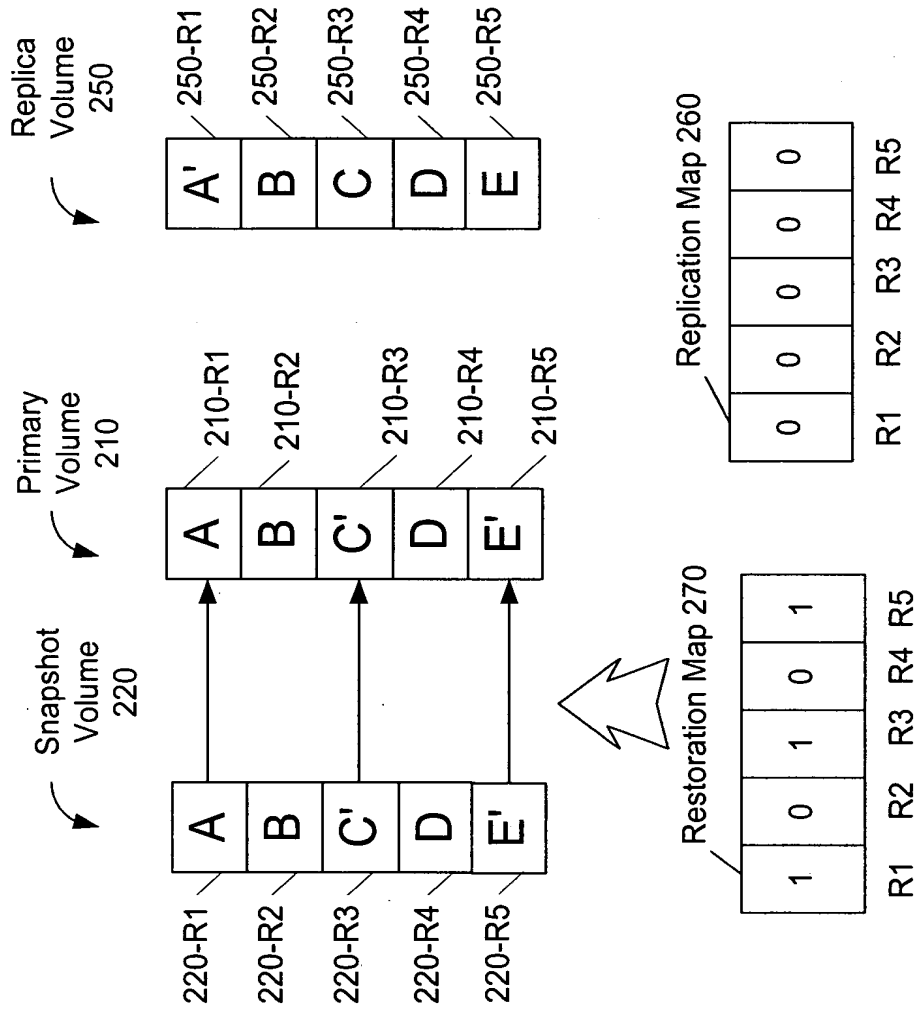 Snapshot
Volume
220
Primary
Volume
210
Replica
Volume
250
220-R1
A
220-R2
B
220-R3
C'
220-R4
D
220-R5
E'
A
210-R1
B
210-R2
C'
210-R3
D
210-R4
E'
210-R5
A'
250-R1
B
250-R2
C
250-R3
D
250-R4
E
250-R5
Restoration Map 270
1 0 1 0 1
R1 R2 R3 R4 R5
Replication Map 260
0 0 0 0 0
R1 R2 R3 R4 R5